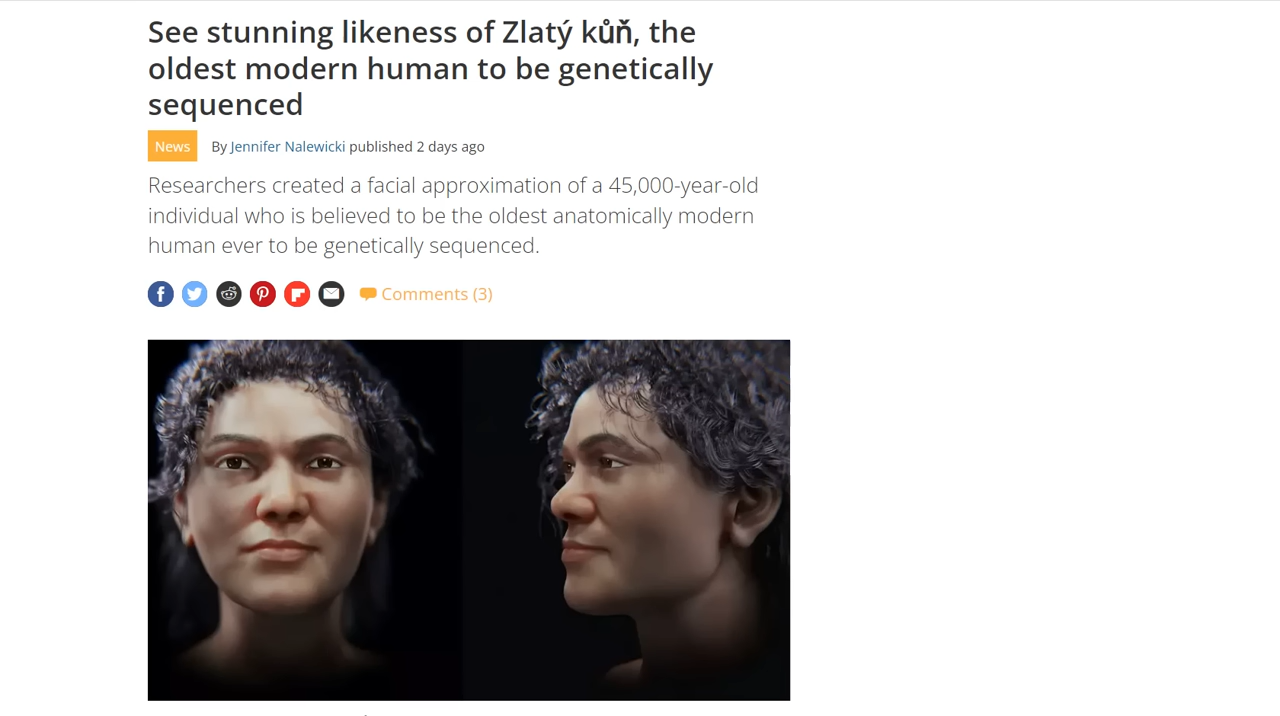 See stunning likeness of Zlatý kůň, the
oldest modern human to be genetically
sequenced
News By Jennifer Nalewicki published 2 days ago
Researchers created a facial approximation of a 45,000-year-old
individual who is believed to be the oldest anatomically modern
human ever to be genetically sequenced.
Comments (3)